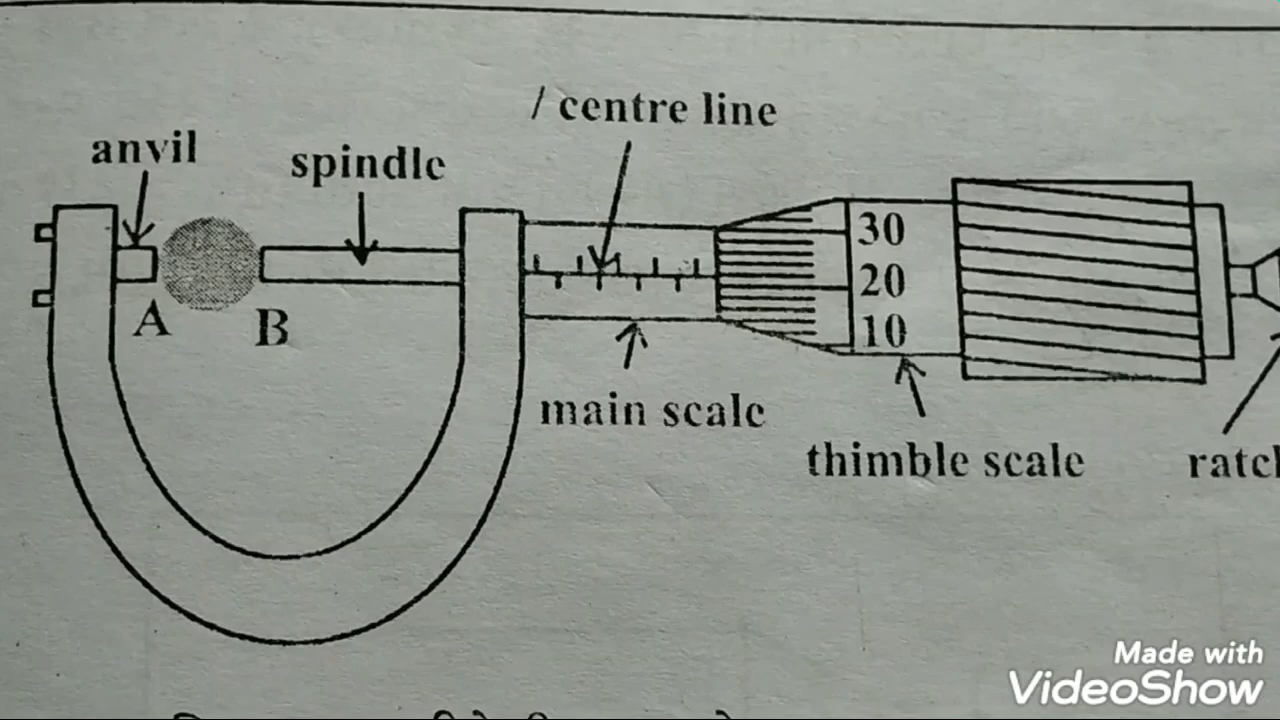 / centre line
anvil
spindle
A
B
30
20
10
main scale
thimble scale
Made with
VideoShow